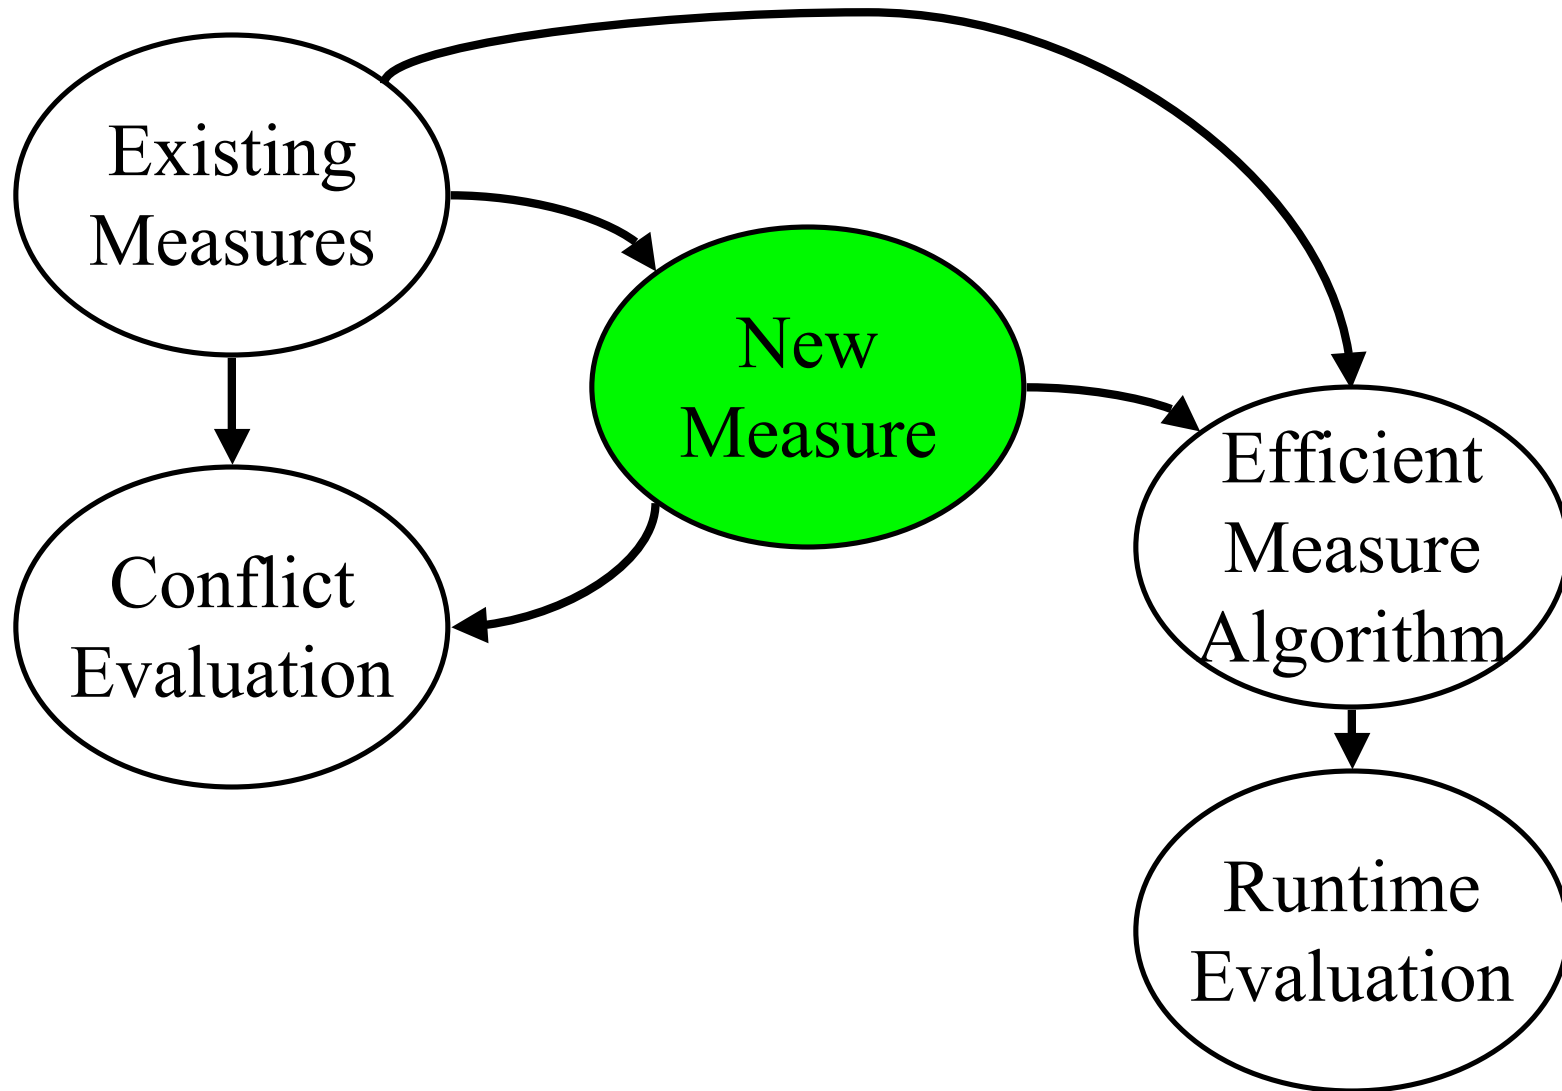 Existing
Measures
New
Measure
Efficient
Measure
Algorithm
Conflict
Evaluation
Runtime
Evaluation